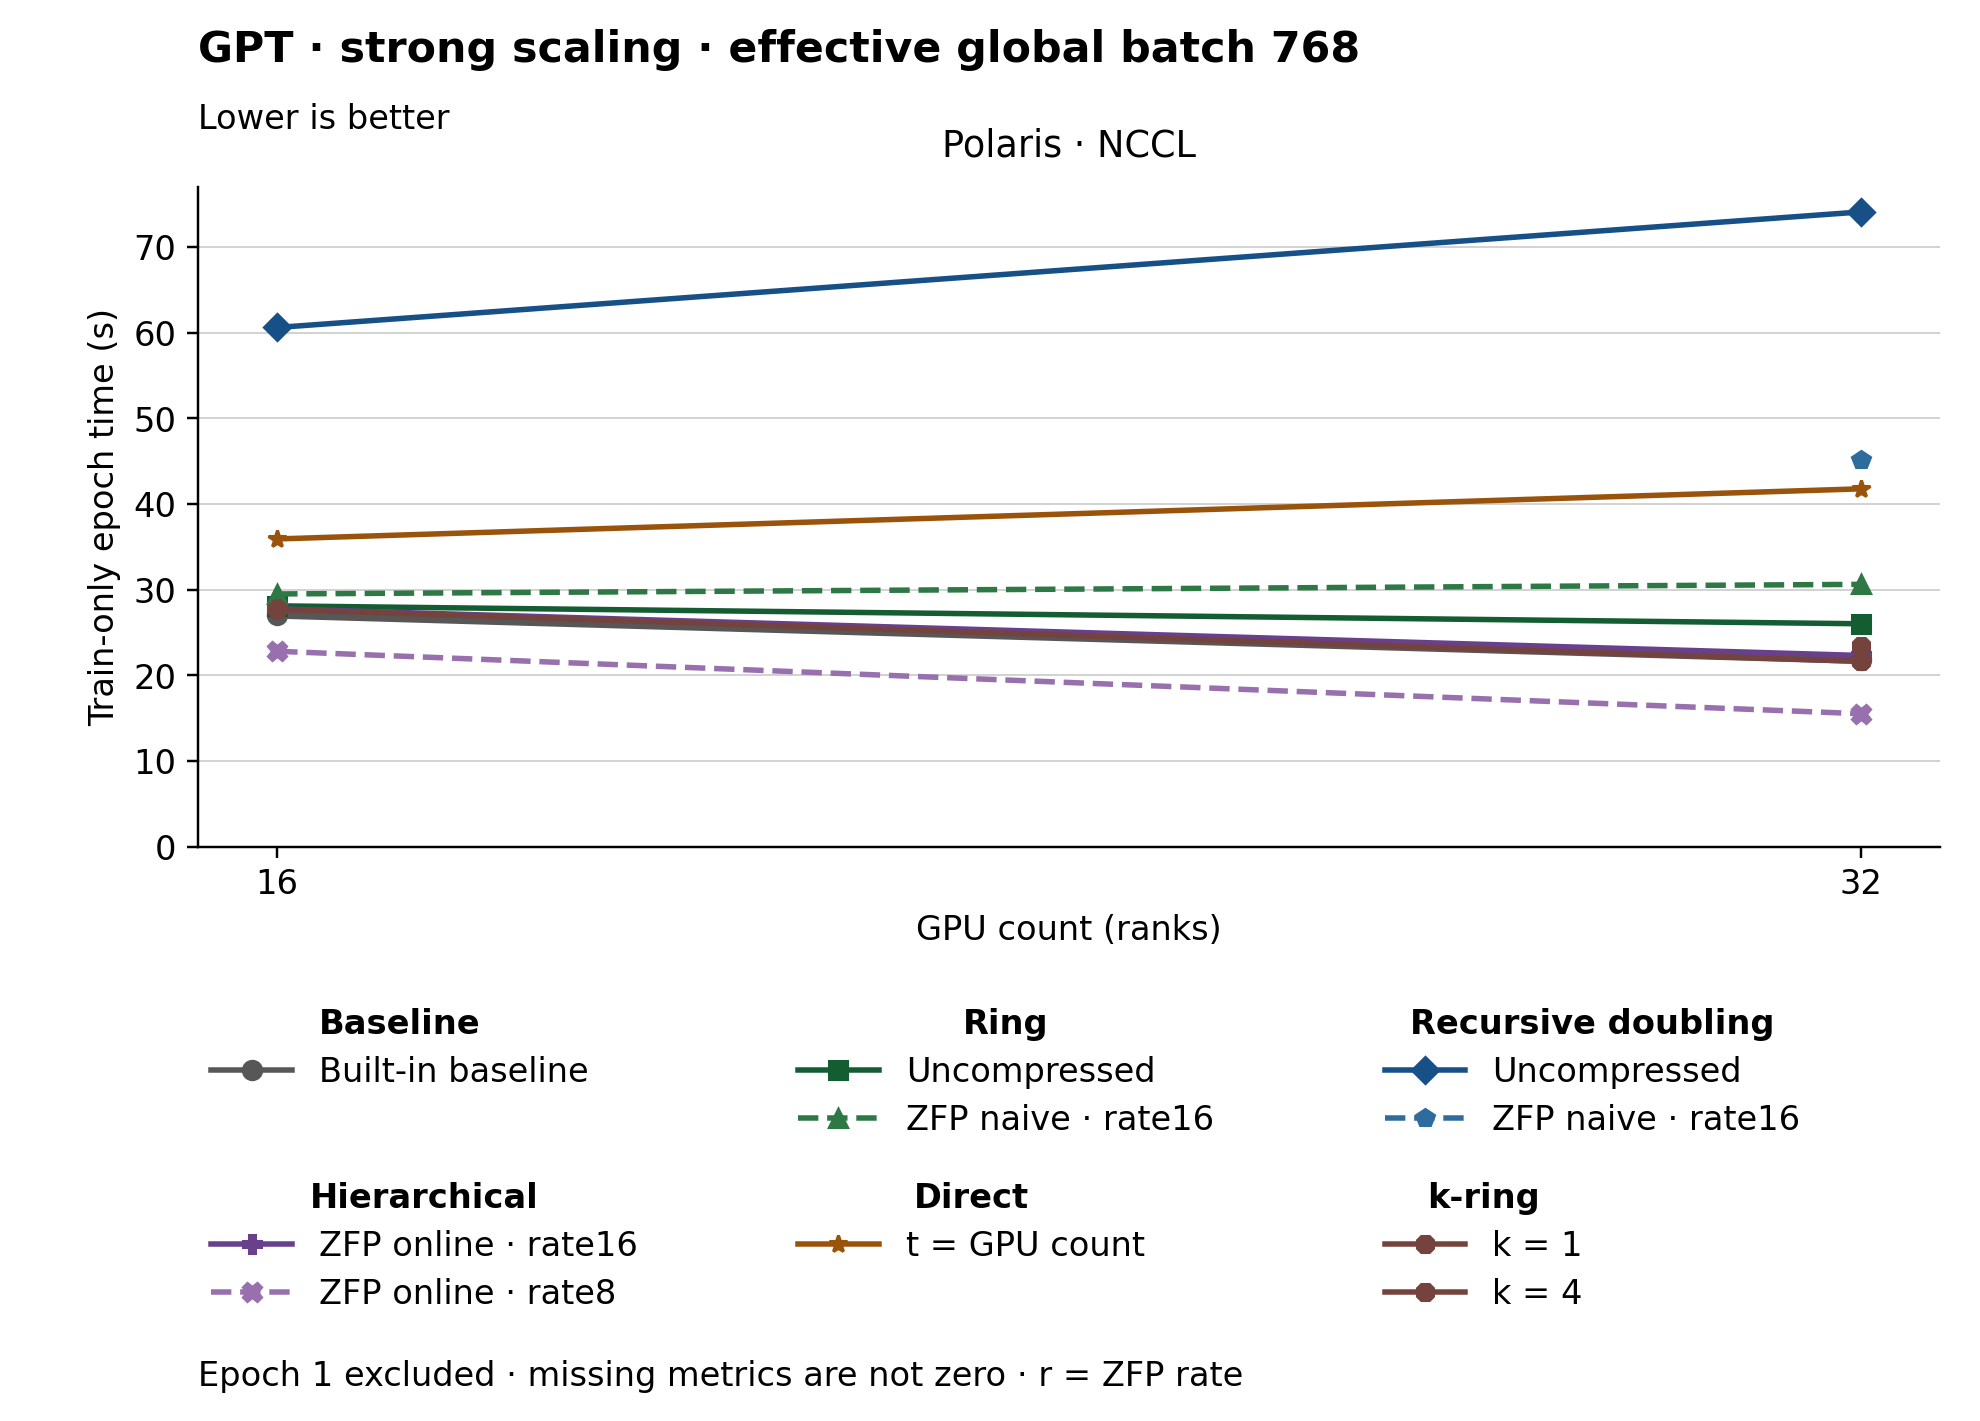 GPT · strong scaling · effective global batch 768
Lower is better
Polaris · NCCL
Train-only epoch time (s)
70
60
50
40
30
20
10
0
16 32
GPU count (ranks)
Baseline Ring Recursive doubling
Built-in baseline Uncompressed Uncompressed
ZFP naive · rate16 ZFP naive · rate16
Hierarchical Direct k-ring
ZFP online · rate16 t = GPU count k = 1
ZFP online · rate8 k = 4
Epoch 1 excluded · missing metrics are not zero · r = ZFP rate